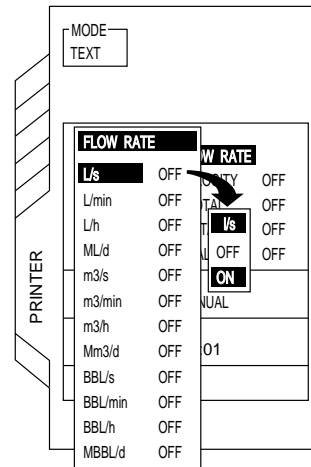 MODE
TEXT
PRINTER
FLOW RATE
L/s OFF
L/min OFF
L/h OFF
ML/d OFF
m3/s OFF
m3/min OFF
m3/h OFF
Mm3/d OFF
BBL/s OFF
BBL/min OFF
BBL/h OFF
MBBL/d OFF
W RATE
OCITY OFF
OTAL OFF
OFF
OFF
l/s
OFF
ON
NUAL
:01